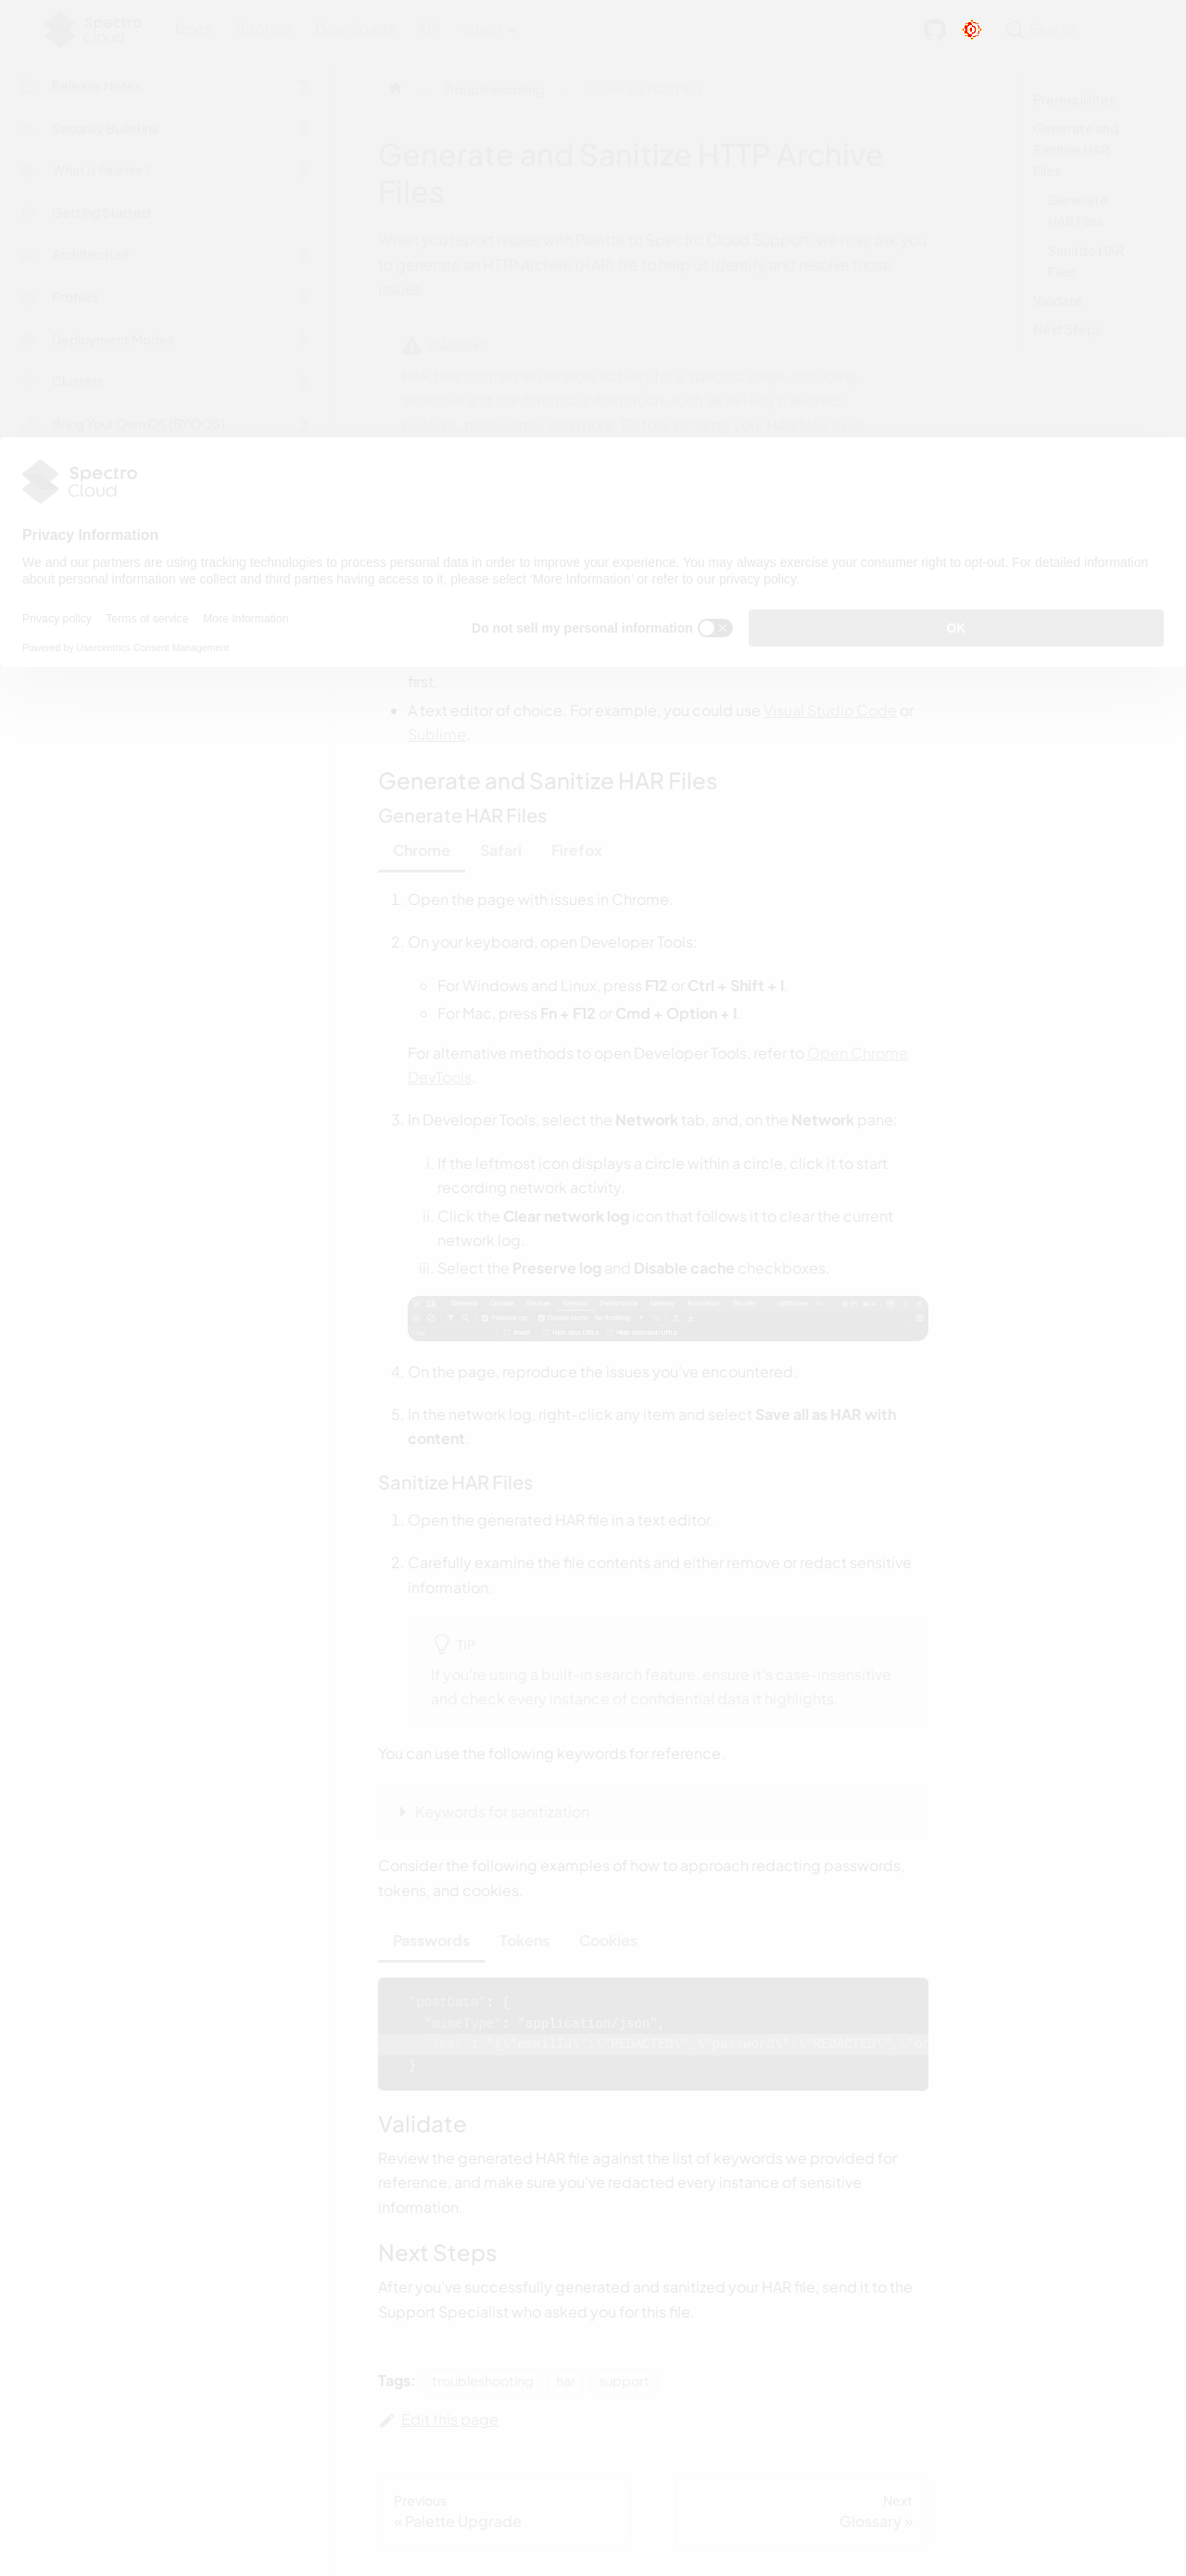 Spectro
Cloud
Docs
Tutorials
Downloads
API
latest
Search
Release Notes
Security Bulletins
What is Palette?
Getting Started
Architecture
Profiles
Deployment Modes
Clusters
Bring Your Own OS (BYOOS)
Troubleshooting
Prerequisites
Generate and
Sanitize HAR
Files
Generate
HAR Files
Sanitize HAR
Files
Validate
Next Steps
Generate and Sanitize HTTP Archive
Files
When you report issues with Palette to Spectro Cloud Support, we may ask you
to generate an HTTP Archive (HAR) file to help us identify and resolve those
issues.
WARNING
HAR files contain all network activity for a specific page, including
sensitive and confidential information, such as API keys, secrets,
cookies, passwords, and more. Before sending your HAR files to us,
Spectro
Cloud
Privacy Information
We and our partners are using tracking technologies to process personal data in order to improve your experience. You may always exercise your consumer right to opt-out. For detailed information
about personal information we collect and third parties having access to it, please select 'More Information' or refer to our privacy policy.
Privacy policy
Terms of service
More Information
Do not sell my personal information
OK
Powered by Usercentrics Consent Management
first.
A text editor of choice. For example, you could use Visual Studio Code or
Sublime.
Generate and Sanitize HAR Files
Generate HAR Files
Chrome
Safari
Firefox
1. Open the page with issues in Chrome.
2. On your keyboard, open Developer Tools:
For Windows and Linux, press F12 or Ctrl + Shift + I.
For Mac, press Fn + F12 or Cmd + Option + I.
For alternative methods to open Developer Tools, refer to Open Chrome
DevTools.
3. In Developer Tools, select the Network tab, and, on the Network pane:
i. If the leftmost icon displays a circle within a circle, click it to start
recording network activity.
ii. Click the Clear network log icon that follows it to clear the current
network log.
iii. Select the Preserve log and Disable cache checkboxes.
Elements Console Sources Network Performance Memory Application Security Lighthouse
Preserve log Disable cache No throttling
Invert Hide data URLs Hide extension URLs
4. On the page, reproduce the issues you've encountered.
5. In the network log, right-click any item and select Save all as HAR with
content.
Sanitize HAR Files
1. Open the generated HAR file in a text editor.
2. Carefully examine the file contents and either remove or redact sensitive
information.
TIP
If you're using a built-in search feature, ensure it's case-insensitive
and check every instance of confidential data it highlights.
You can use the following keywords for reference.
Keywords for sanitization
Consider the following examples of how to approach redacting passwords,
tokens, and cookies.
Passwords
Tokens
Cookies
"postData": {
"mimeType": "application/json",
"text": "{\"emailId\":\"REDACTED\",\"password\":\"REDACTED\",\"or
}
Validate
Review the generated HAR file against the list of keywords we provided for
reference, and make sure you've redacted every instance of sensitive
information.
Next Steps
After you've successfully generated and sanitized your HAR file, send it to the
Support Specialist who asked you for this file.
Tags:
troubleshooting
har
support
Edit this page
Previous
« Palette Upgrade
Next
Glossary »